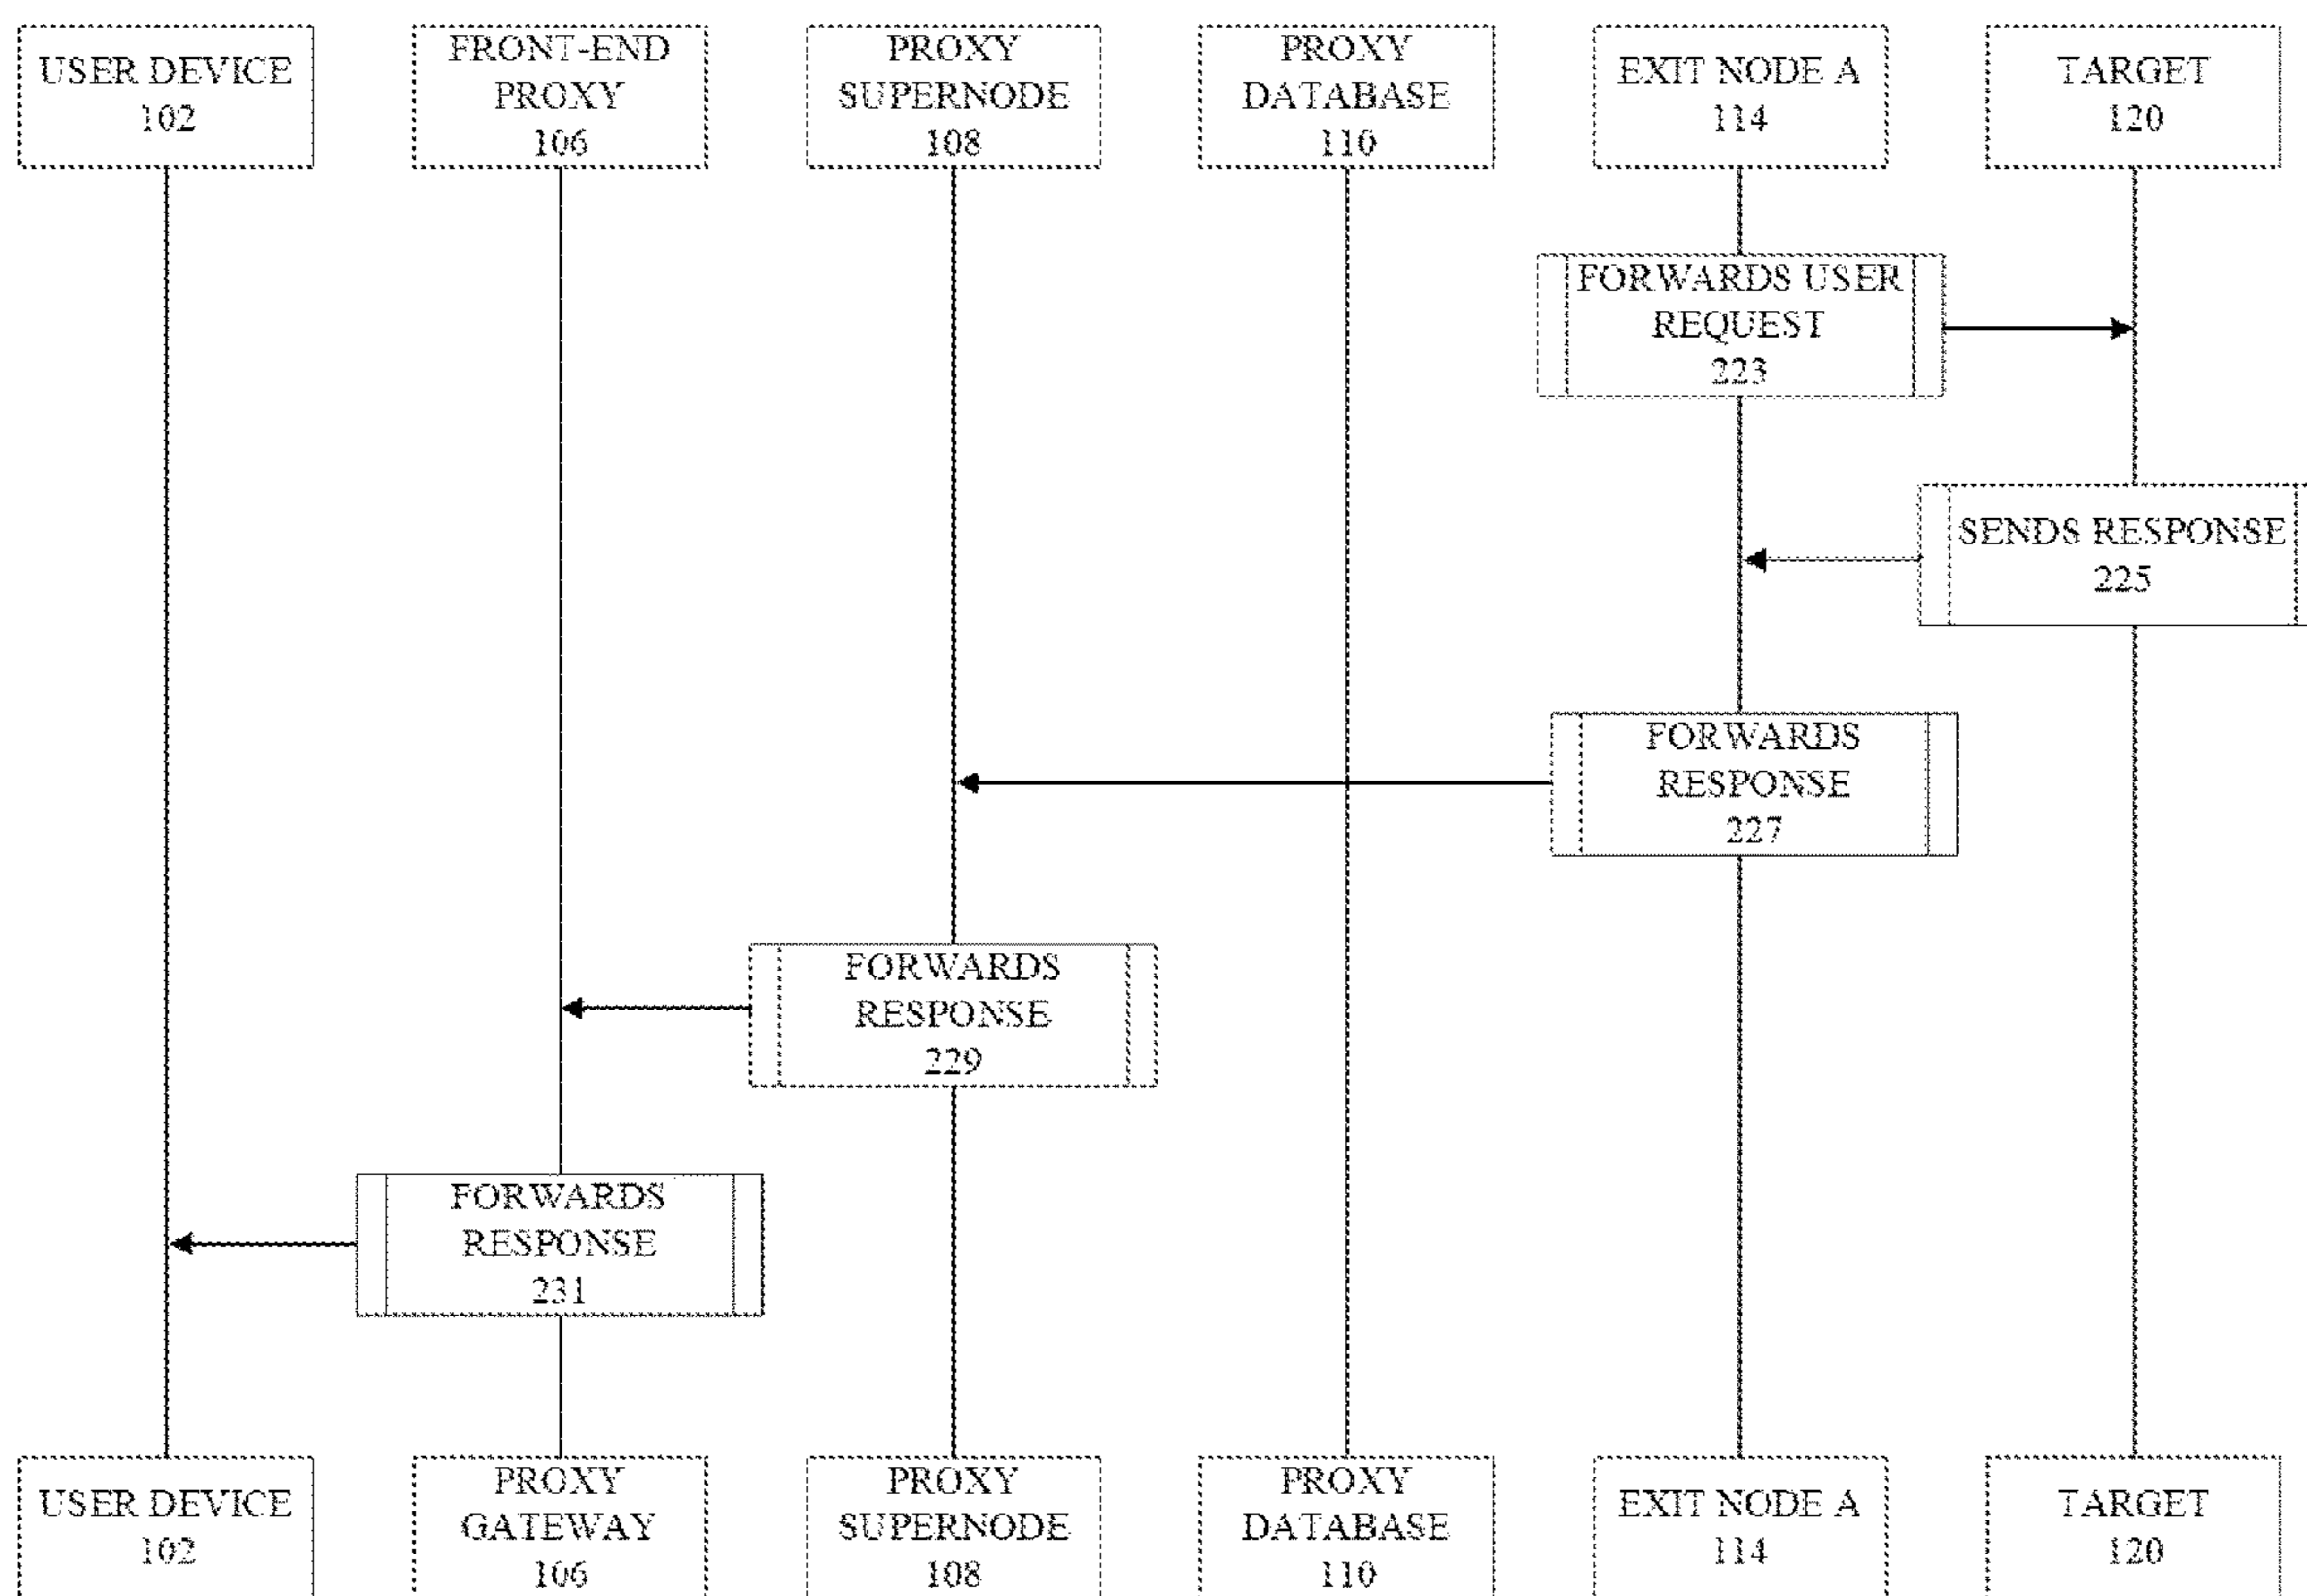 USER DEVICE
102
FRONT-END
PROXY
106
PROXY
SUPERNODE
108
PROXY
DATABASE
110
EXIT NODE A
114
TARGET
120
FORWARDS USER
REQUEST
223
SENDS RESPONSE
225
FORWARDS
RESPONSE
227
FORWARDS
RESPONSE
229
FORWARDS
RESPONSE
231
USER DEVICE
102
PROXY
GATEWAY
106
PROXY
SUPERNODE
108
PROXY
DATABASE
110
EXIT NODE A
114
TARGET
120